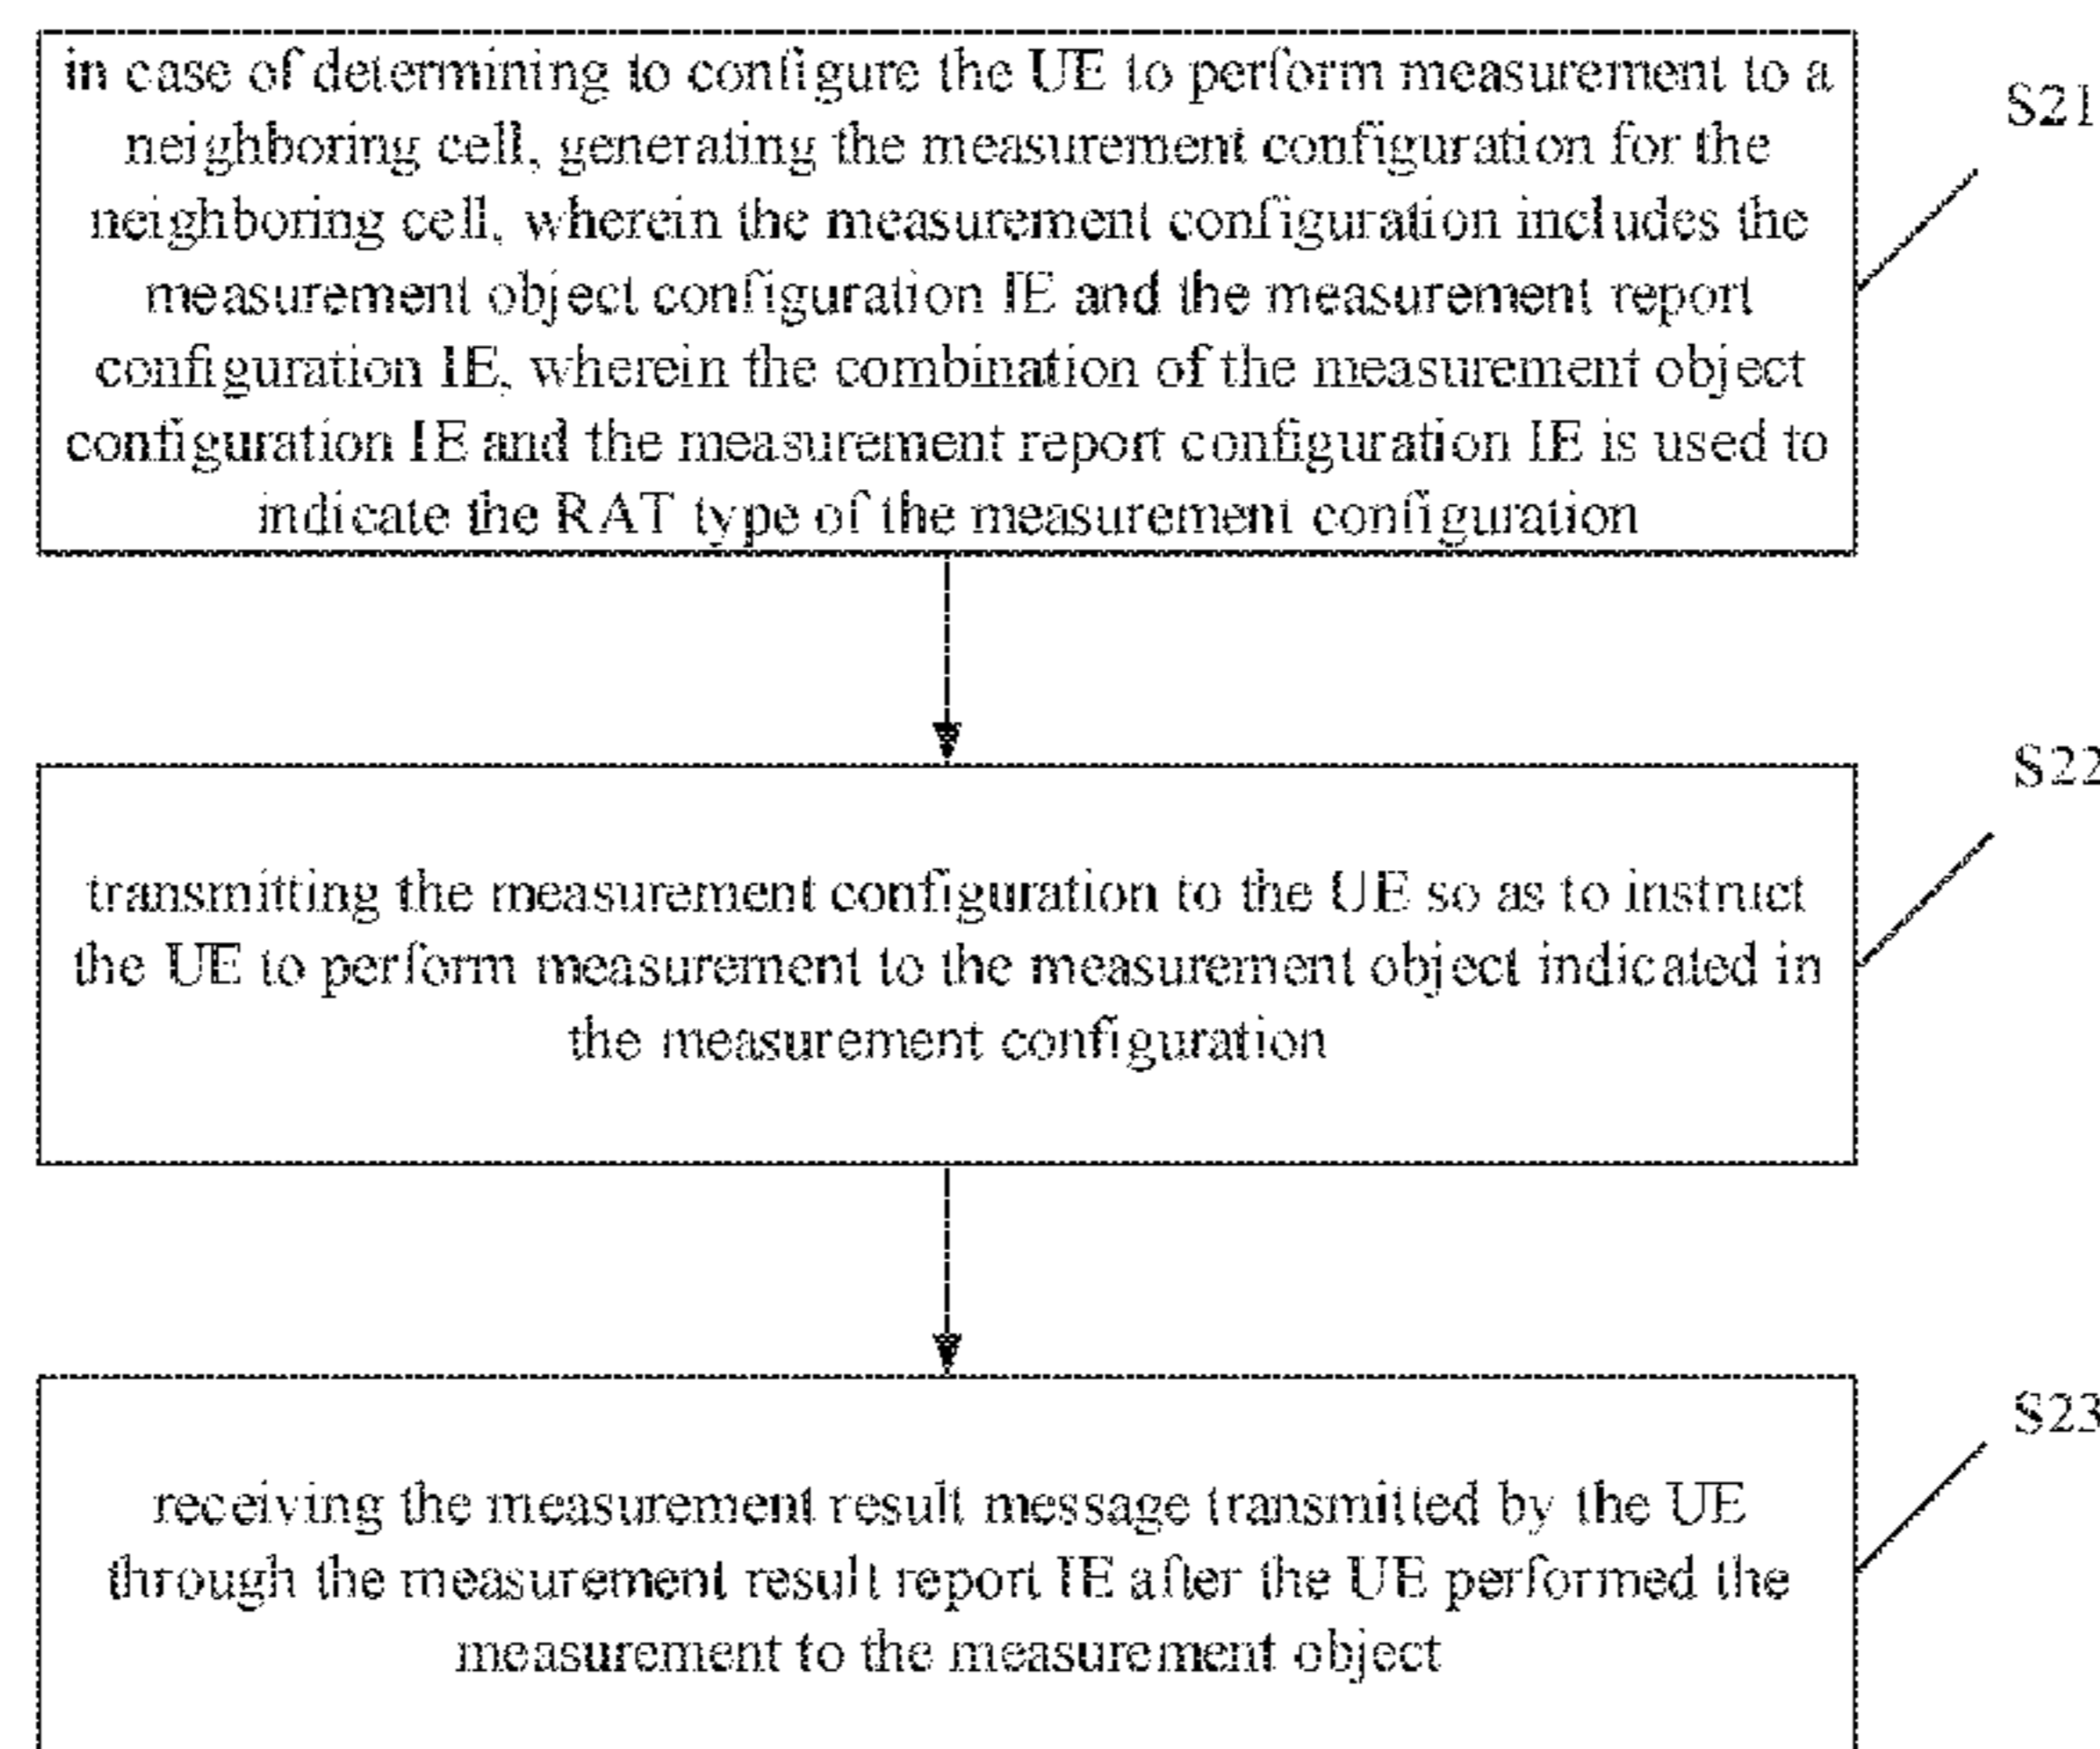 in case of determining to configure the UE to perform measurement to a
neighboring cell, generating the measurement configuration for the
neighboring cell, wherein the measurement configuration includes the
measurement object configuration IE and the measurement report
configuration IE, wherein the combination of the measurement object
configuration IE and the measurement report configuration IE is used to
indicate the RAT type of the measurement configuration
S21
transmitting the measurement configuration to the UE so as to instruct
the UE to perform measurement to the measurement object indicated in
the measurement configuration
S22
receiving the measurement result message transmitted by the UE
through the measurement result report IE after the UE performed the
measurement to the measurement object
S23